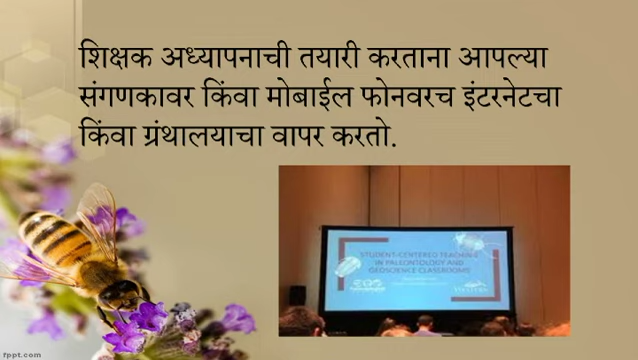 शिक्षक अध्यापनाची तयारी करताना आपल्या
संगणकावर किंवा मोबाईल फोनवरच इंटरनेटचा
किंवा ग्रंथालयाचा वापर करतो.
STUDENT-CENTERED TEACHING
IN PALEONTOLOGY AND
GEOSCIENCE CLASSROOMS
fppt.com